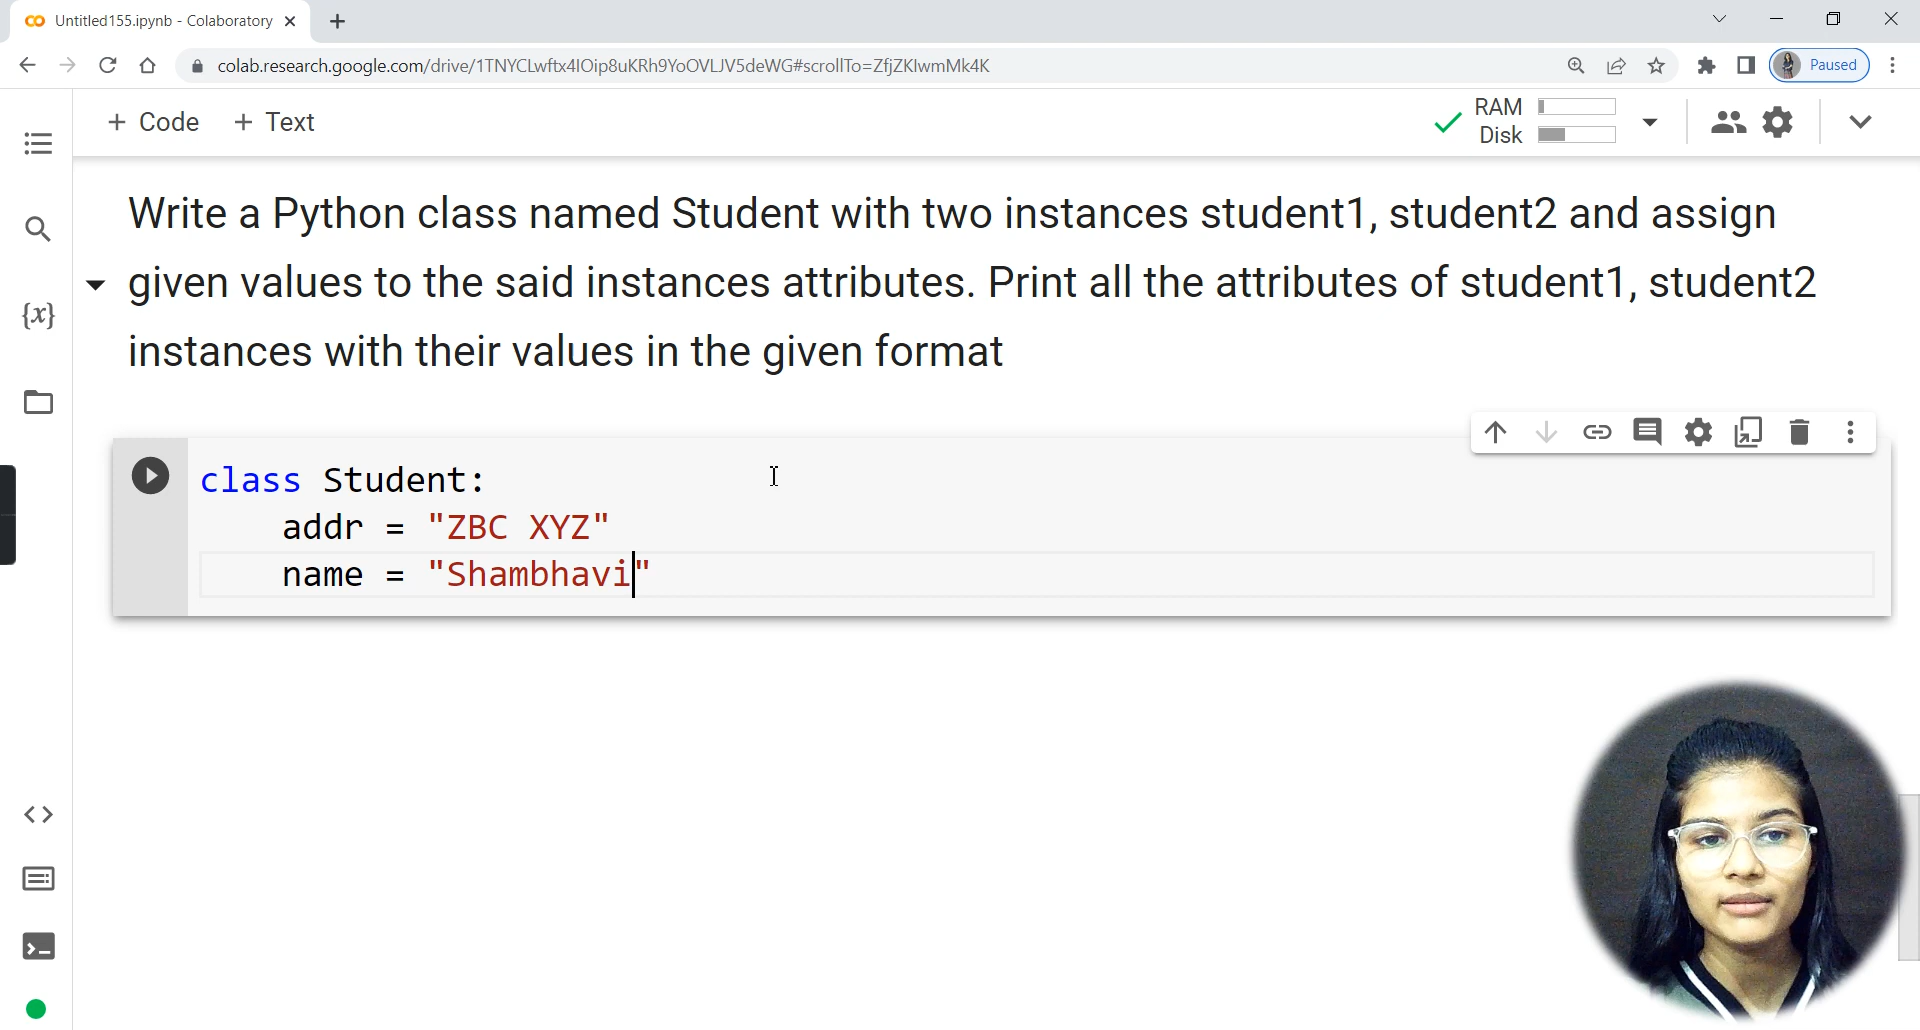 Untitled155.ipynb - Colaboratory
colab.research.google.com/drive/1TNYCLwftx4IOip8uKRh9YoOVLJV5deWG#scrollTo=ZfjZKlwmMk4K
Paused
+ Code + Text
RAM
Disk
Write a Python class named Student with two instances student1, student2 and assign
given values to the said instances attributes. Print all the attributes of student1, student2
instances with their values in the given format
{x}
class Student:
addr = "ZBC XYZ"
name = "Shambhavi"